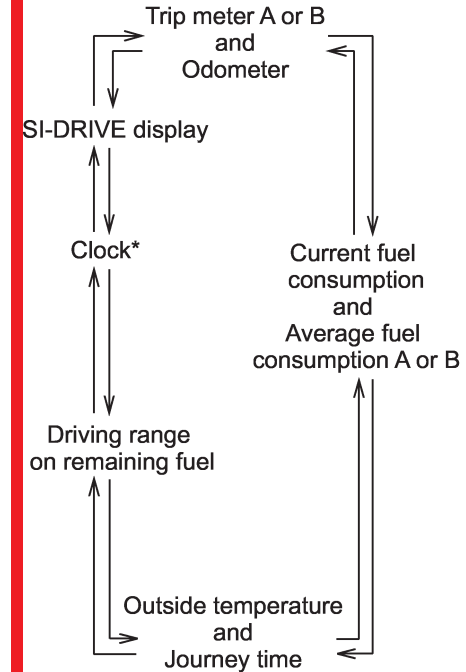 Trip meter A or B
and
Odometer
SI-DRIVE display
Clock*
Current fuel
consumption
and
Average fuel
consumption A or B
Driving range
on remaining fuel
Outside temperature
and
Journey time